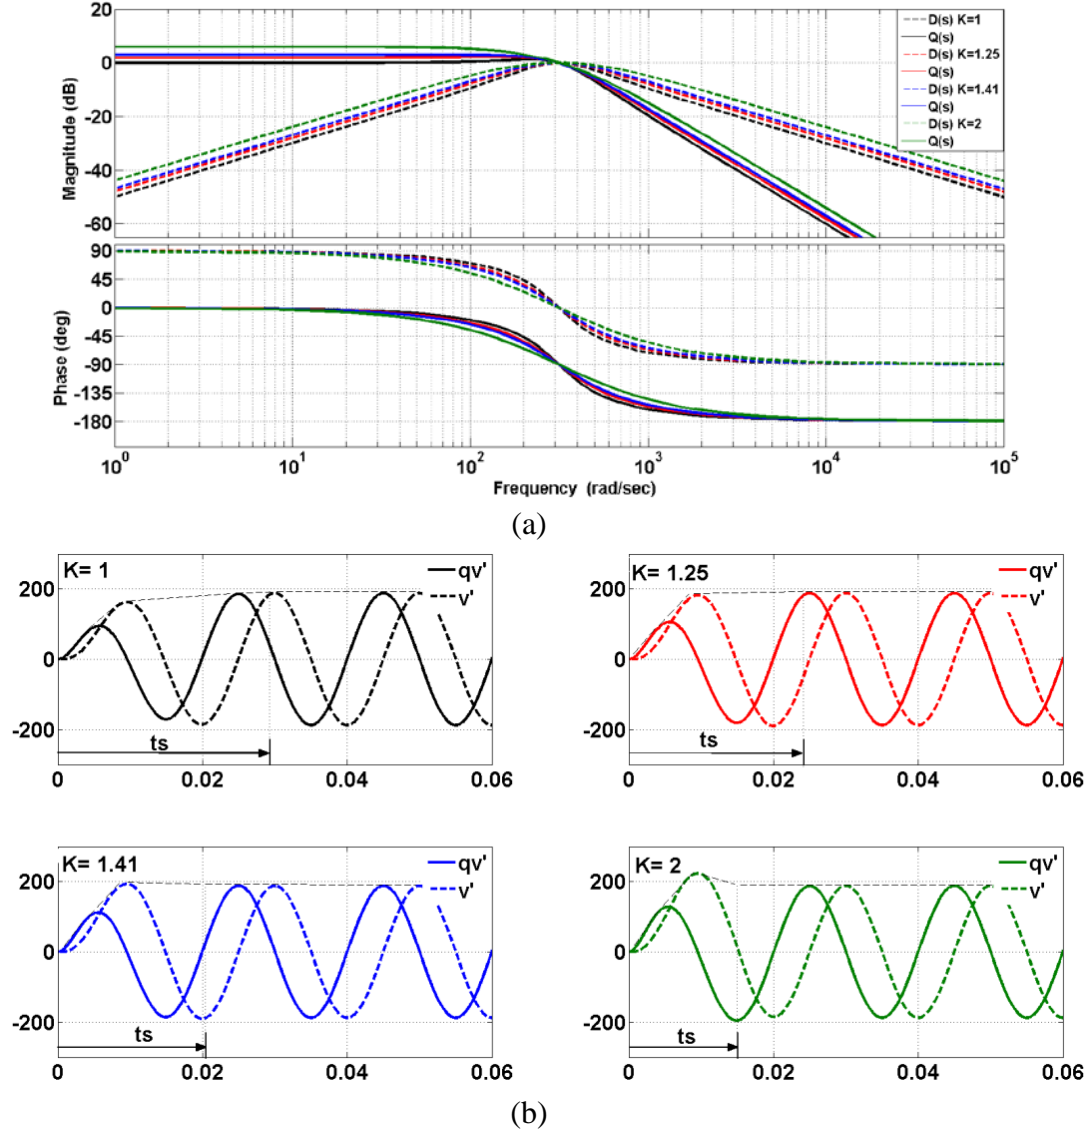 20
0
-20
-40
-60
Magnitude (dB)
D(s) K=1
Q(s)
D(s) K=1.25
Q(s)
D(s) K=1.41
Q(s)
D(s) K=2
Q(s)
90
45
0
-45
-90
-135
-180
Phase (deg)
10^0 10^1 10^2 10^3 10^4 10^5
Frequency (rad/sec)
(a)
K= 1
qv'
v'
200
0
-200
ts
0 0.02 0.04 0.06
K= 1.25
qv'
v'
200
0
-200
ts
0 0.02 0.04 0.06
K= 1.41
qv'
v'
200
0
-200
ts
0 0.02 0.04 0.06
K= 2
qv'
v'
200
0
-200
ts
0 0.02 0.04 0.06
(b)